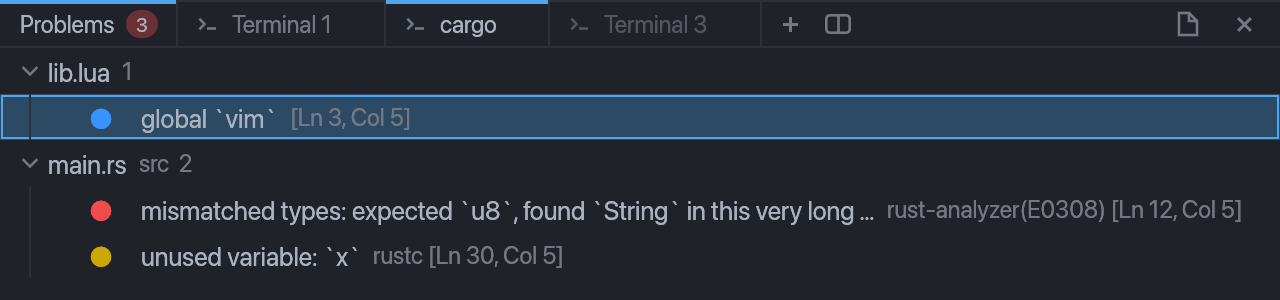 Problems 3 Terminal 1 cargo Terminal 3
lib.lua 1
global `vim` [Ln 3, Col 5]
main.rs src 2
mismatched types: expected `u8`, found `String` in this very long ... rust-analyzer(E0308) [Ln 12, Col 5]
unused variable: `x` rustc [Ln 30, Col 5]